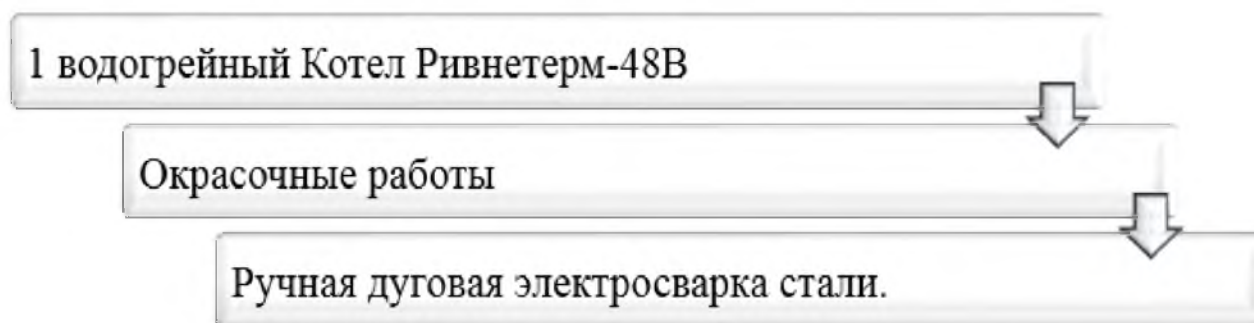 1 водогрейный Котел Ривнетерм-48В
Окрасочные работы
Ручная дуговая электросварка стали.